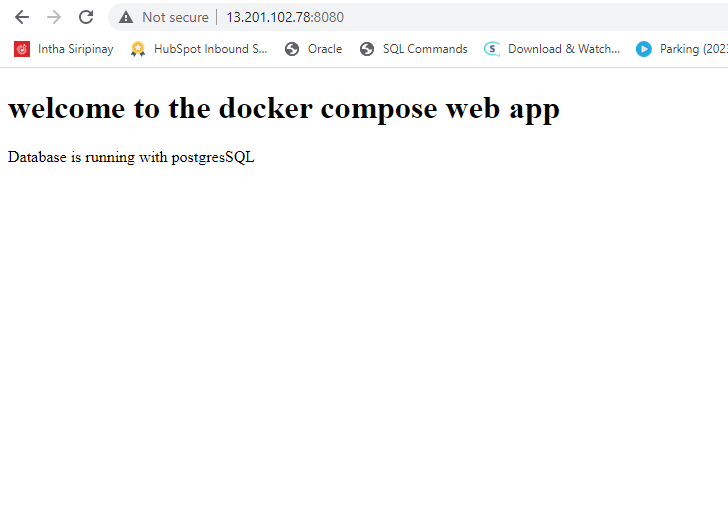 Not secure 13.201.102.78:8080
Intha Siripinay HubSpot Inbound S... Oracle SQL Commands Download & Watch... Parking (202
welcome to the docker compose web app
Database is running with postgresSQL